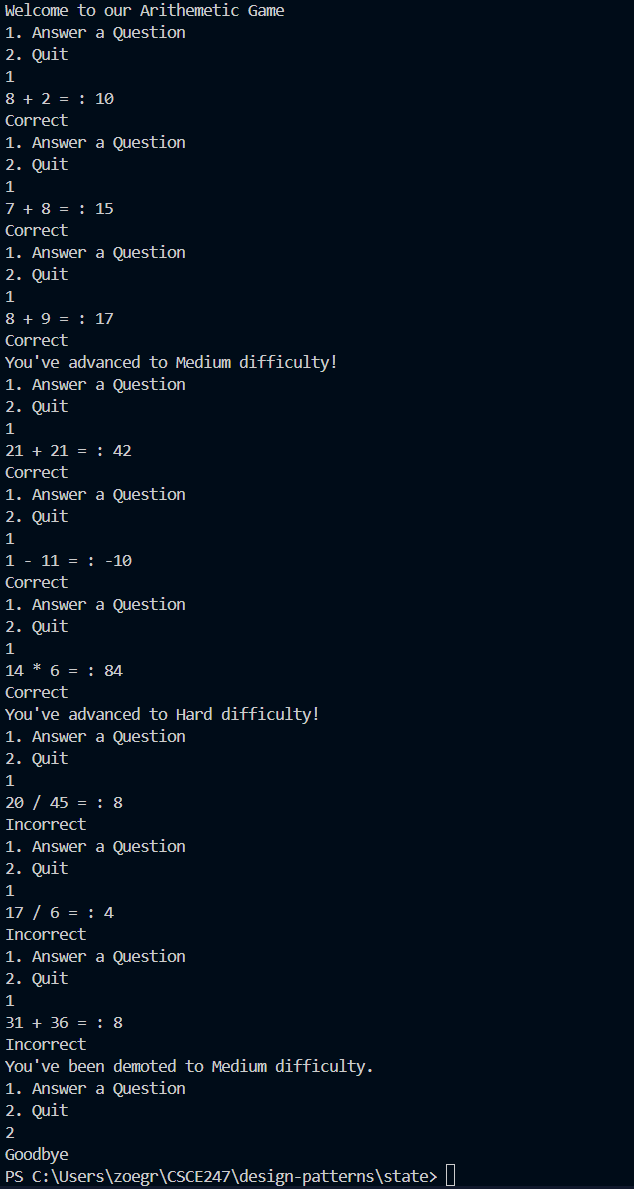 Welcome to our Arithemetic Game
1. Answer a Question
2. Quit
1
8 + 2 = : 10
Correct
1. Answer a Question
2. Quit
1
7 + 8 = : 15
Correct
1. Answer a Question
2. Quit
1
8 + 9 = : 17
Correct
You've advanced to Medium difficulty!
1. Answer a Question
2. Quit
1
21 + 21 = : 42
Correct
1. Answer a Question
2. Quit
1
1 - 11 = : -10
Correct
1. Answer a Question
2. Quit
1
14 * 6 = : 84
Correct
You've advanced to Hard difficulty!
1. Answer a Question
2. Quit
1
20 / 45 = : 8
Incorrect
1. Answer a Question
2. Quit
1
17 / 6 = : 4
Incorrect
1. Answer a Question
2. Quit
1
31 + 36 = : 8
Incorrect
You've been demoted to Medium difficulty.
1. Answer a Question
2. Quit
2
Goodbye
PS C:\Users\zoegr\CSCE247\design-patterns\state>